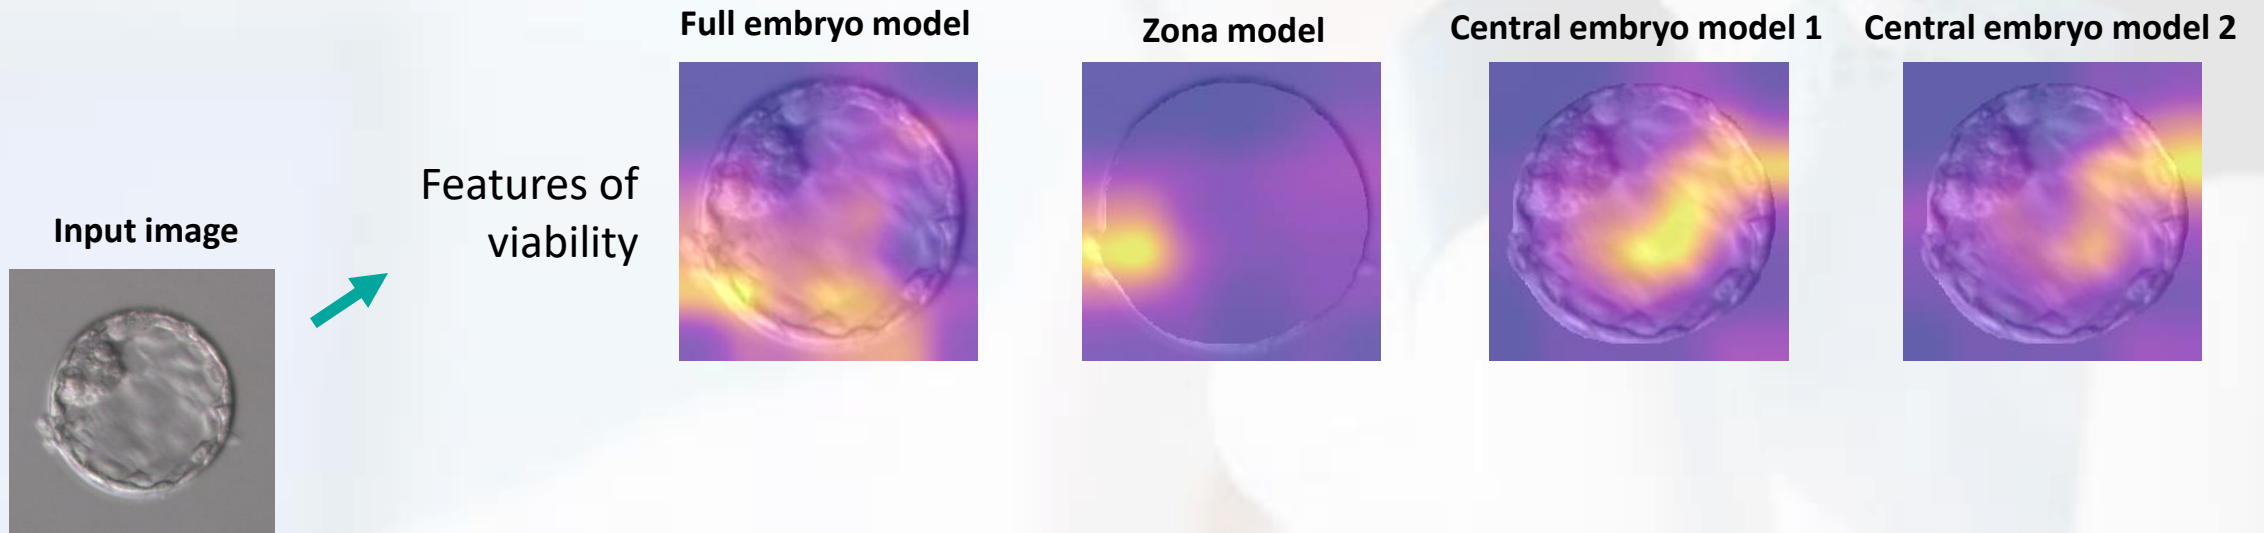 Full embryo model
Zona model
Central embryo model 1
Central embryo model 2
Features of
viability
Input image